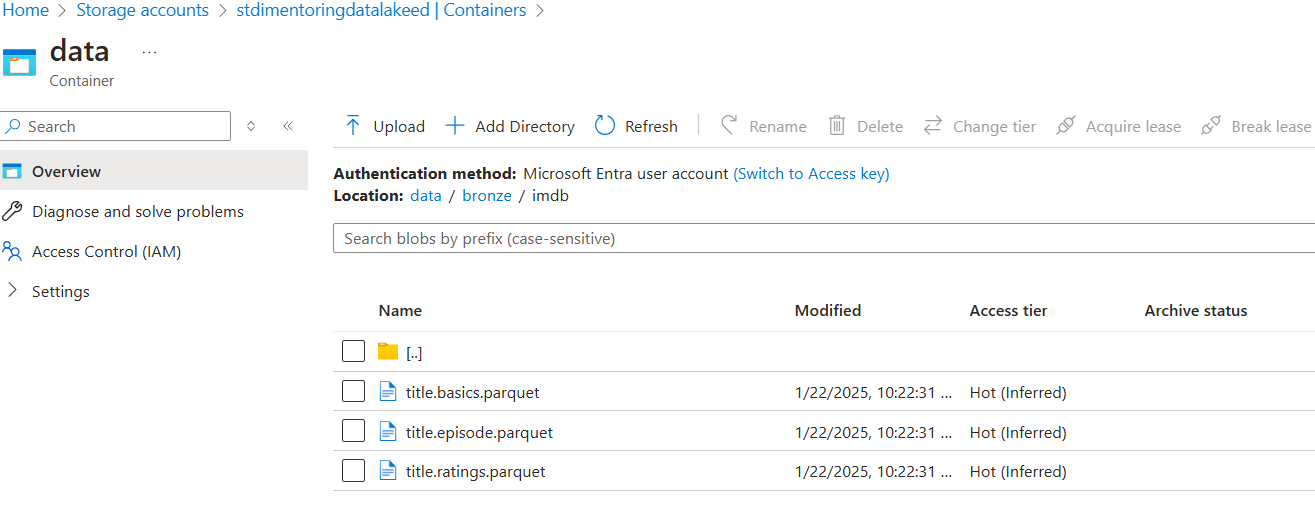 Home > Storage accounts > stdimentoringdatalakeed | Containers >
data ...
Container
Search
Upload Add Directory Refresh Rename Delete Change tier Acquire lease Break lease
Overview
Diagnose and solve problems
Access Control (IAM)
Settings
Authentication method: Microsoft Entra user account (Switch to Access key)
Location: data / bronze / imdb
Search blobs by prefix (case-sensitive)
Name Modified Access tier Archive status
[..]
title.basics.parquet 1/22/2025, 10:22:31 ... Hot (Inferred)
title.episode.parquet 1/22/2025, 10:22:31 ... Hot (Inferred)
title.ratings.parquet 1/22/2025, 10:22:31 ... Hot (Inferred)